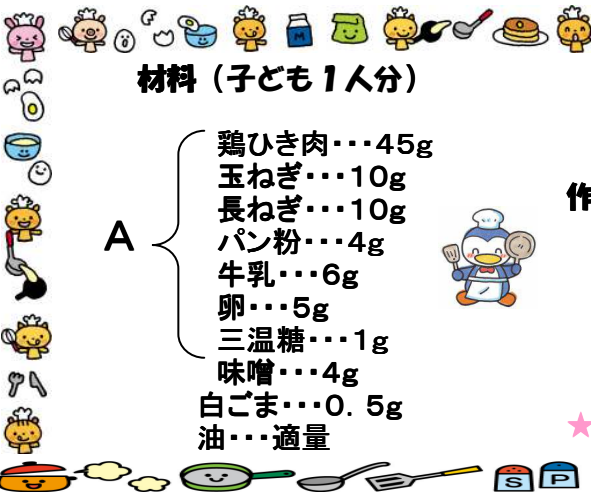 材料（子ども１人分）
A
鶏ひき肉・・・45g
玉ねぎ・・・10g
長ねぎ・・・10g
パン粉・・・4g
牛乳・・・6g
卵・・・5g
三温糖・・・1g
味噌・・・4g
白ごま・・・0．5g
油・・・適量
作
★
M
S P